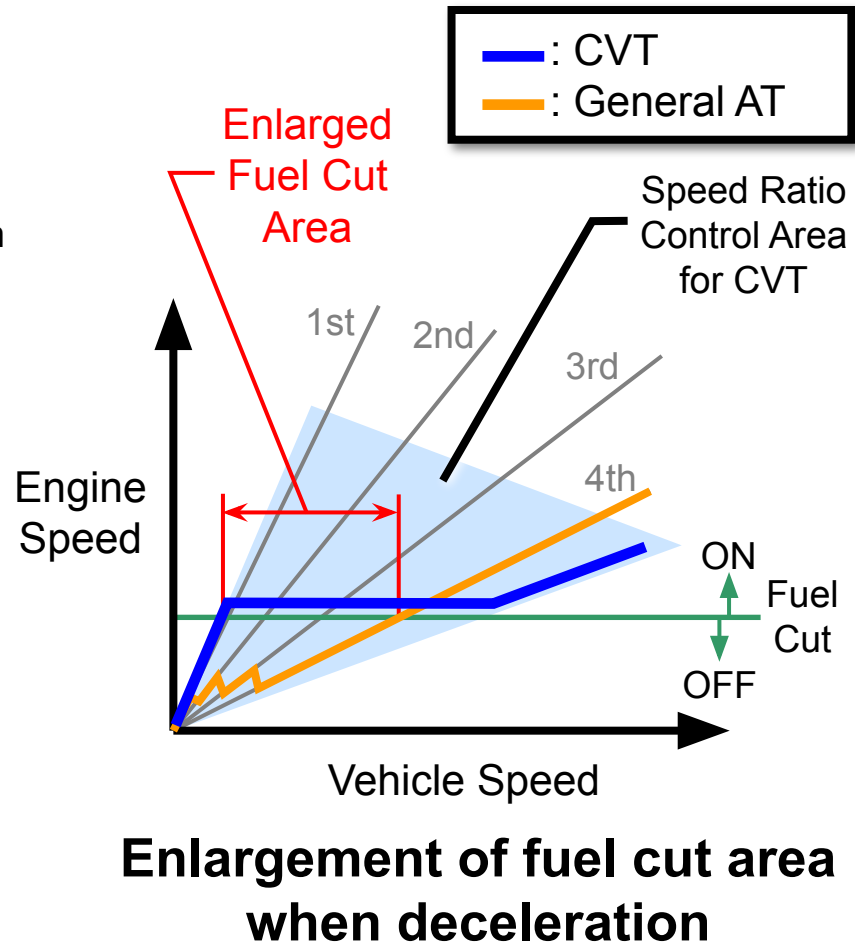 : CVT
: General AT
Enlarged
Fuel Cut
Area
Speed Ratio
Control Area
for CVT
n
1st
2nd
3rd
4th
Engine
Speed
ON
Fuel
Cut
OFF
Vehicle Speed
Enlargement of fuel cut area
when deceleration